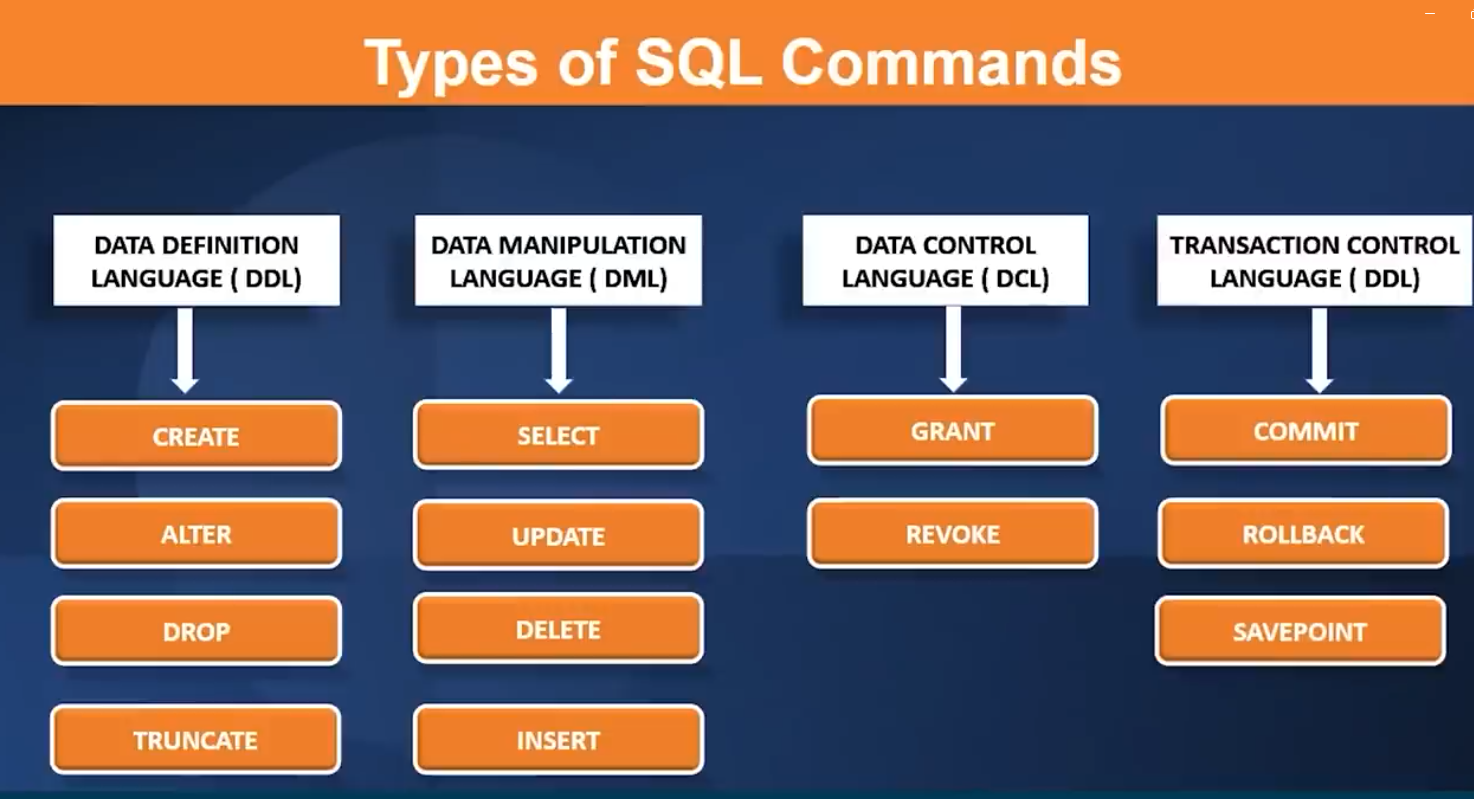 Types of SQL Commands
DATA DEFINITION
LANGUAGE ( DDL)
CREATE
ALTER
DROP
TRUNCATE
DATA MANIPULATION
LANGUAGE ( DML)
SELECT
UPDATE
DELETE
INSERT
DATA CONTROL
LANGUAGE ( DCL)
GRANT
REVOKE
TRANSACTION CONTROL
LANGUAGE ( DDL)
COMMIT
ROLLBACK
SAVEPOINT